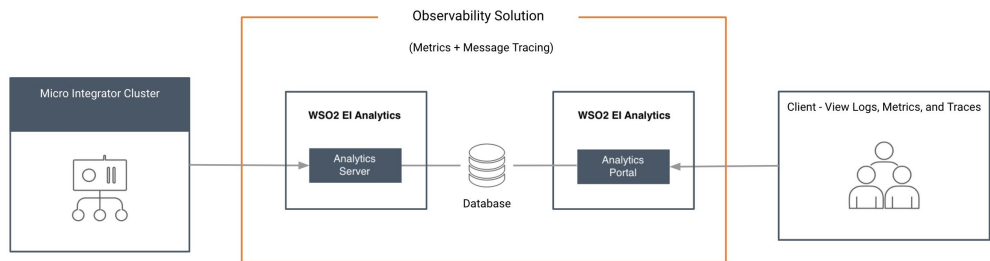 Observability Solution
(Metrics + Message Tracing)
Micro Integrator Cluster
WSO2 EI Analytics
Analytics
Server
Database
WSO2 EI Analytics
Analytics
Portal
Client - View Logs, Metrics, and Traces